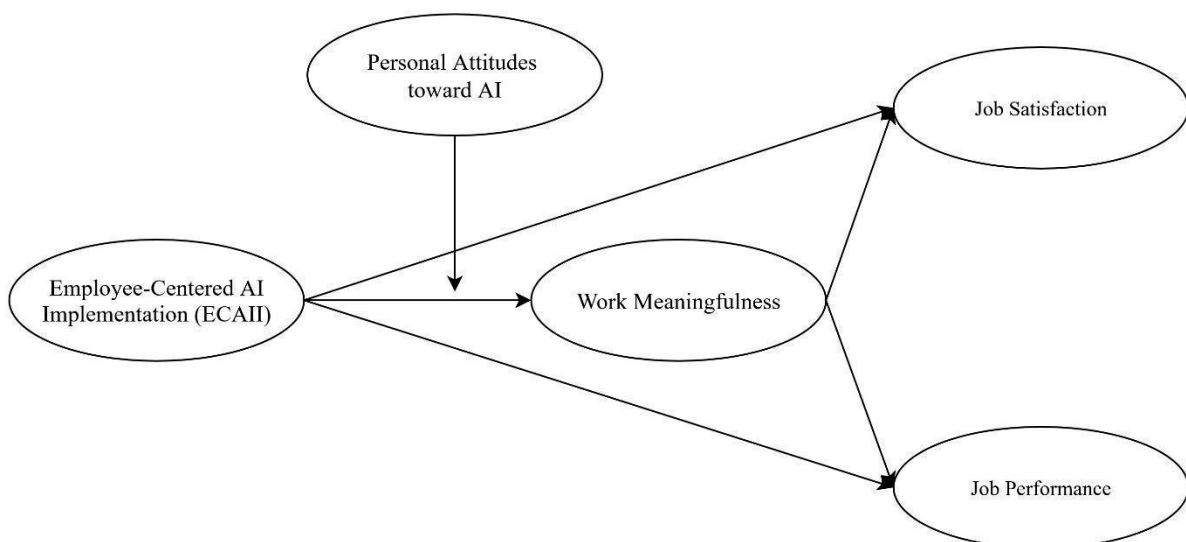 Personal Attitudes
toward AI
Job Satisfaction
Employee-Centered AI
Implementation (ECAII)
Work Meaningfulness
Job Performance